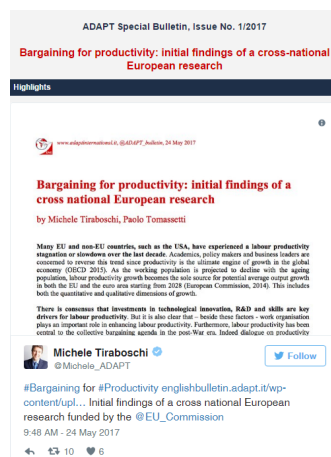 ADAPT Special Bulletin, Issue No. 1/2017
Bargaining for productivity: initial findings of a cross-national
European research
Highlights
www.adaptinternational.it, @ADAPT_bulletin, 24 May 2017
Bargaining for productivity: initial findings of a
cross national European research
by Michele Tiraboschi, Paolo Tomassetti
Many EU and non-EU countries, such as the USA, have experienced a labour productivity
stagnation or slowdown over the last decade. Academics, policy makers and business leaders are
concerned to reverse this trend since productivity is the ultimate engine of growth in the global
economy (OECD 2015). As the working population is projected to decline with the ageing
population, labour productivity growth becomes the sole source for potential average output growth
in both the EU and the euro area starting from 2028 (European Commission, 2014). This includes
both the quantitative and qualitative dimensions of growth.
There is consensus that investments in technological innovation, R&D and skills are key
drivers for labour productivity. But it is also clear that – beside these factors - work organisation
plays an important role in enhancing labour productivity. Furthermore, labour productivity has been
central to the collective bargaining agenda in the post-War era. Indeed dialogue on productivity
Michele Tiraboschi
@Michele_ADAPT
Follow
#Bargaining for #Productivity englishbulletin.adapt.it/wp-
content/upl… Initial findings of a cross national European
research funded by the @EU_Commission
9:48 AM - 24 May 2017
10 6